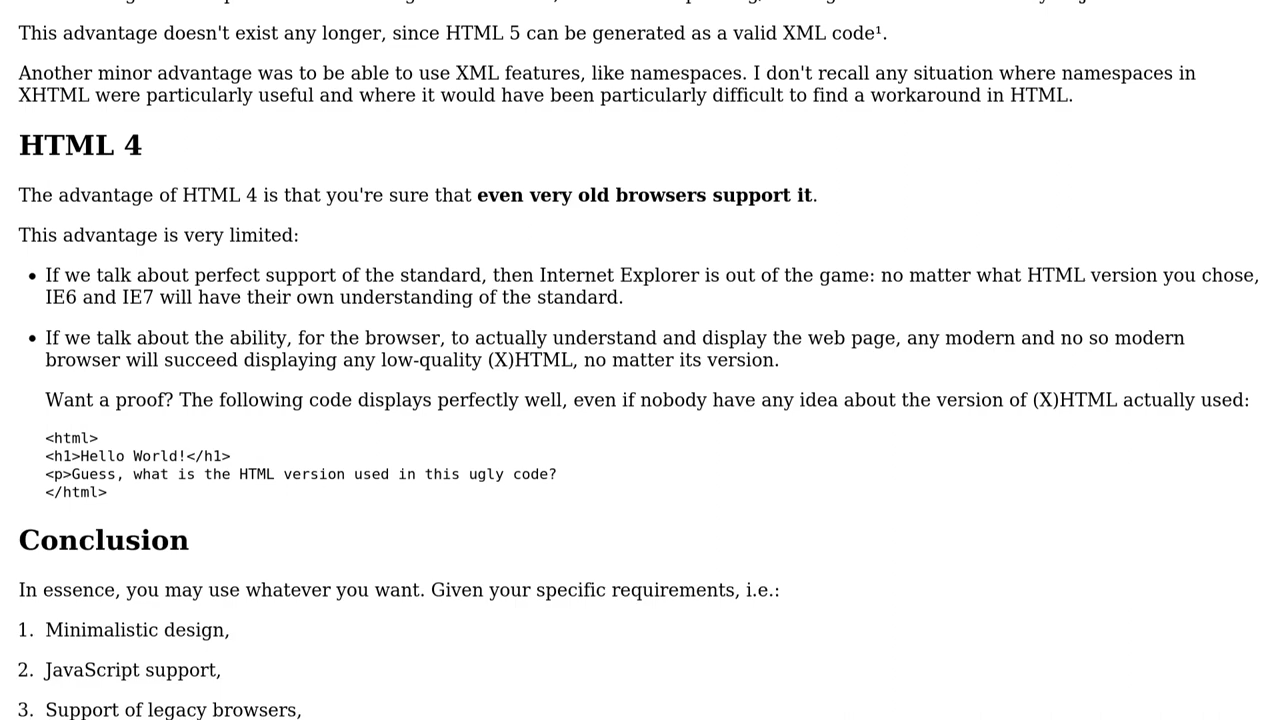 This advantage doesn't exist any longer, since HTML 5 can be generated as a valid XML code¹.
Another minor advantage was to be able to use XML features, like namespaces. I don't recall any situation where namespaces in
XHTML were particularly useful and where it would have been particularly difficult to find a workaround in HTML.
HTML 4
The advantage of HTML 4 is that you're sure that even very old browsers support it.
This advantage is very limited:
• If we talk about perfect support of the standard, then Internet Explorer is out of the game: no matter what HTML version you chose,
IE6 and IE7 will have their own understanding of the standard.
• If we talk about the ability, for the browser, to actually understand and display the web page, any modern and no so modern
browser will succeed displaying any low-quality (X)HTML, no matter its version.
Want a proof? The following code displays perfectly well, even if nobody have any idea about the version of (X)HTML actually used:
<html>
<h1>Hello World!</h1>
<p>Guess, what is the HTML version used in this ugly code?
</html>
Conclusion
In essence, you may use whatever you want. Given your specific requirements, i.e.:
1. Minimalistic design,
2. JavaScript support,
3. Support of legacy browsers,